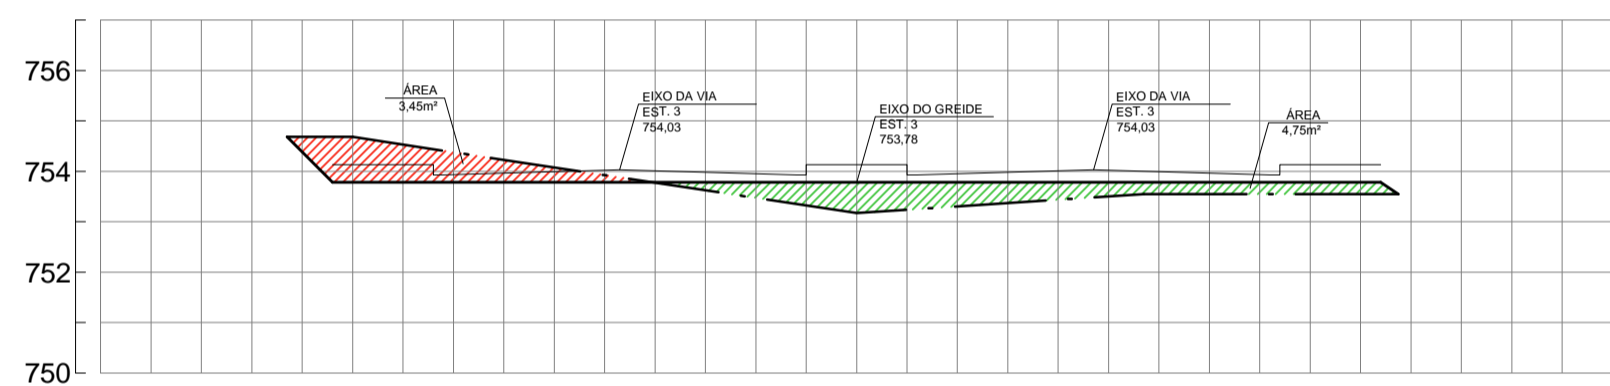 756
754
752
750
ÁREA
3,45m²
EIXO DA VIA
EST. 3
754,03
EIXO DO GREIDE
EST. 3
753,78
EIXO DA VIA
EST. 3
754,03
ÁREA
4,75m²